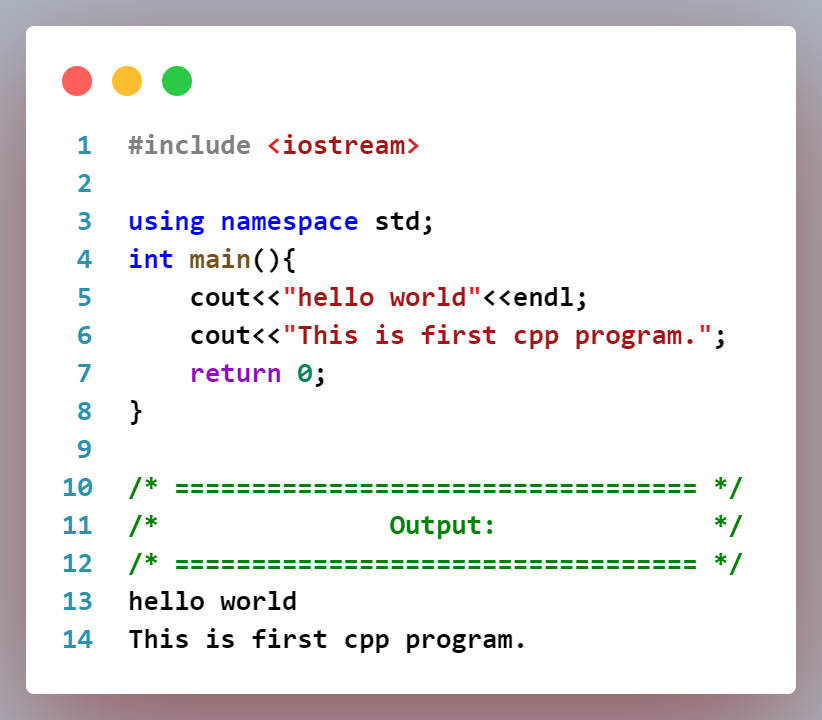 1 #include <iostream>
2
3 using namespace std;
4 int main(){
5     cout<<"hello world"<<endl;
6     cout<<"This is first cpp program.";
7     return 0;
8 }
9
10 /* ================================== */
11 /*               Output:              */
12 /* ================================== */
13 hello world
14 This is first cpp program.